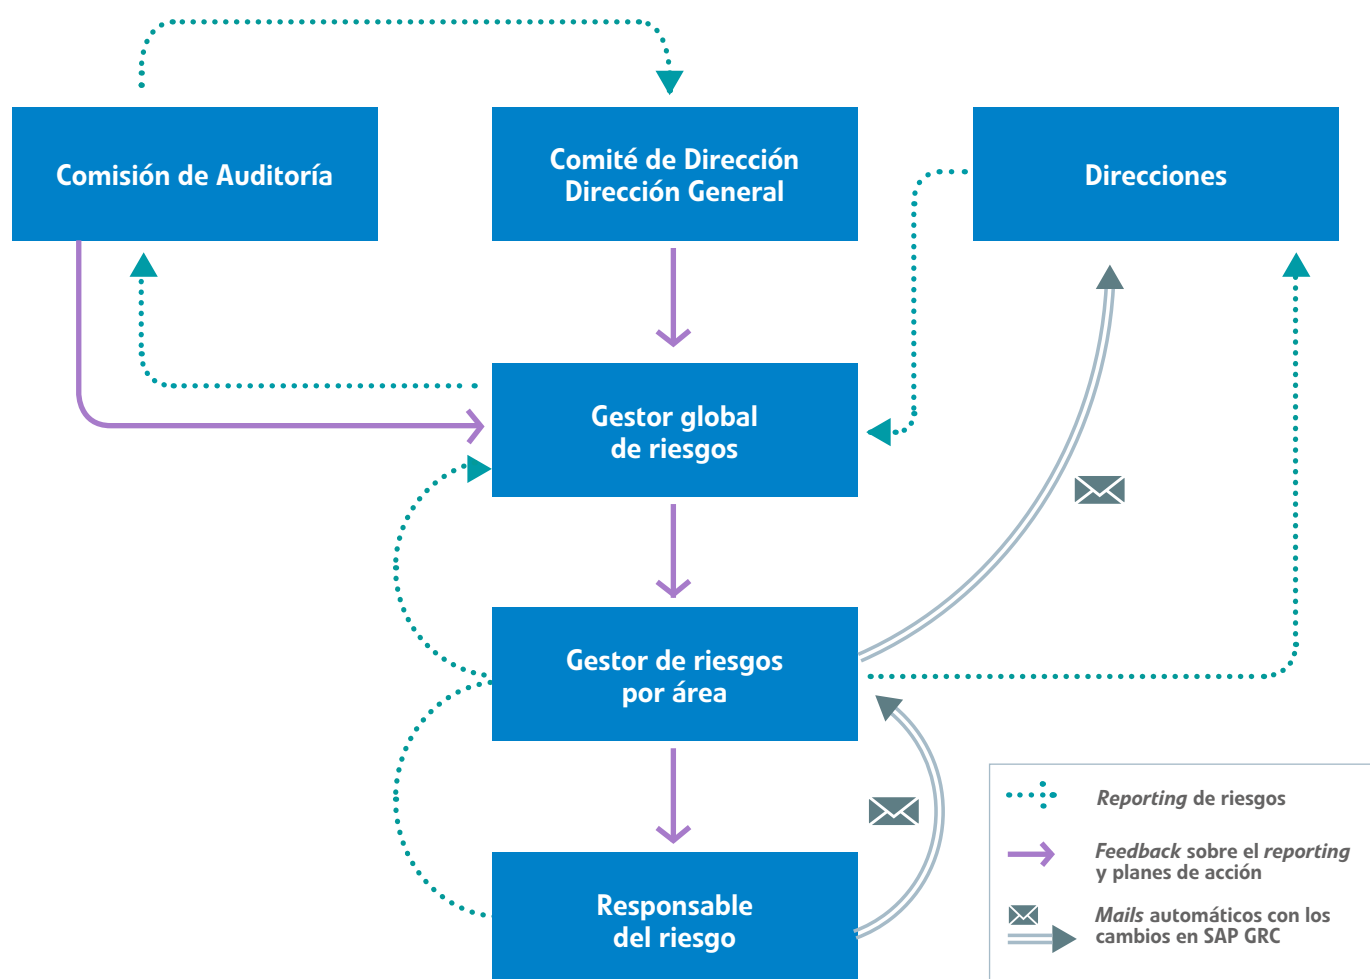 Comisión de Auditoría
Comité de Dirección
Dirección General
Direcciones
Gestor global
de riesgos
Gestor de riesgos
por área
Responsable
del riesgo
Reporting de riesgos
Feedback sobre el reporting
y planes de acción
Mails automáticos con los
cambios en SAP GRC